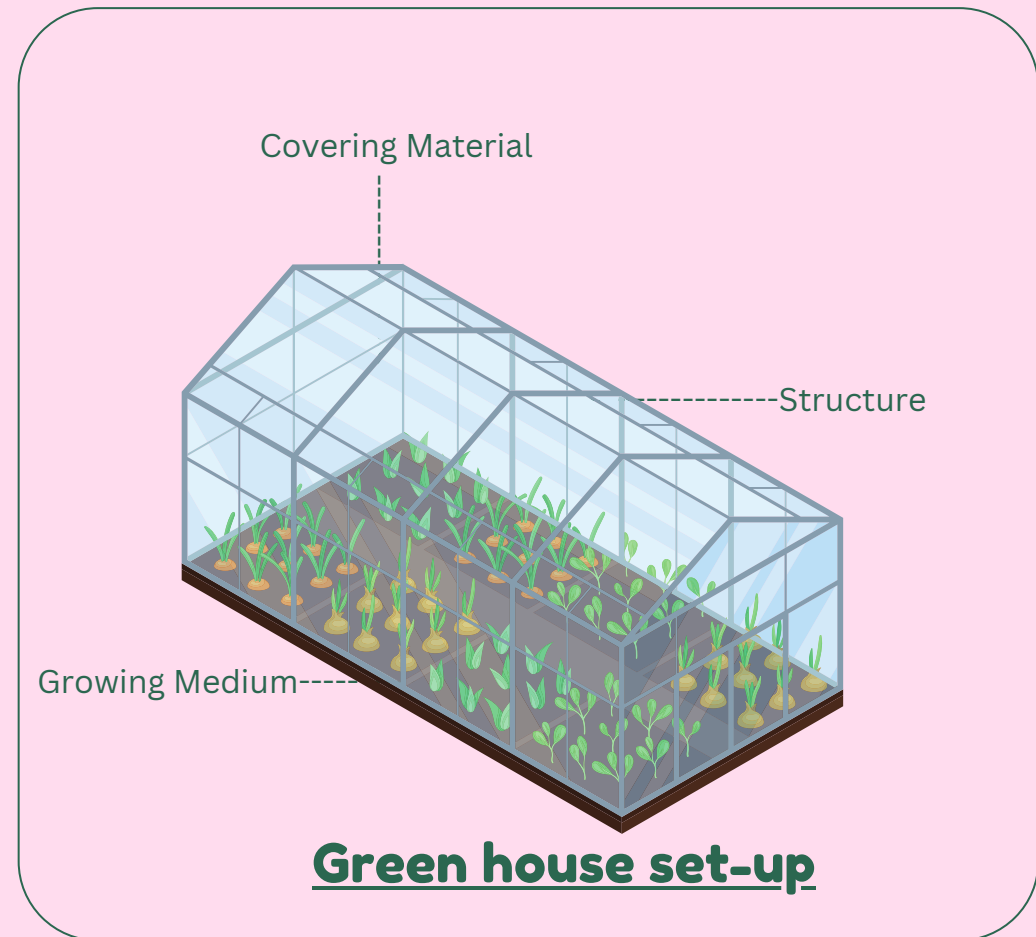 Covering Material
Structure
Growing Medium
Green house set-up